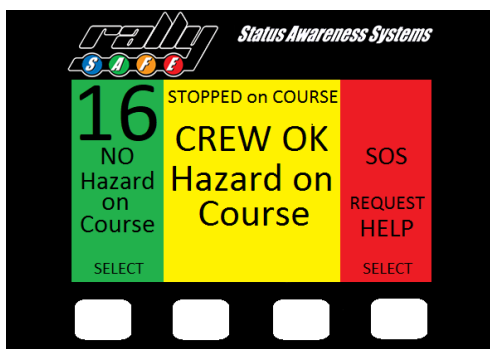 rally
SAFE
Status Awareness Systems
16
NO
Hazard
on
Course
SELECT
STOPPED on COURSE
CREW OK
Hazard on
Course
SOS
REQUEST
HELP
SELECT